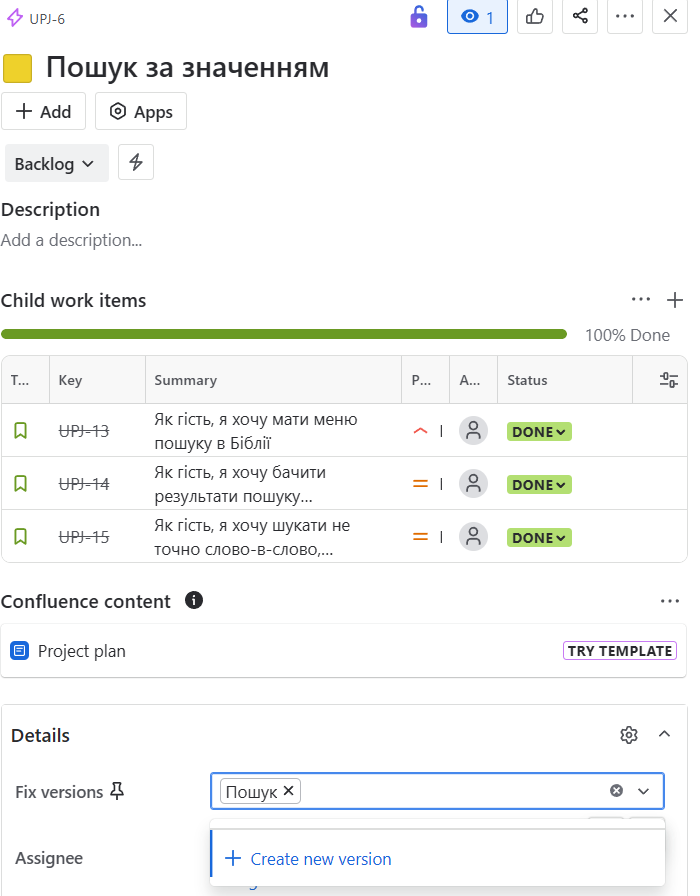 UPJ-6
1
Пошук за значенням
Add
Apps
Backlog
Description
Add a description...
Child work items
100% Done
T...
Key
Summary
P...
A...
Status
UPJ-13
Як гість, я хочу мати меню
пошуку в Біблії
DONE
UPJ-14
Як гість, я хочу бачити
результати пошуку...
DONE
UPJ-15
Як гість, я хочу шукати не
точно слово-в-слово,...
DONE
Confluence content
Project plan
TRY TEMPLATE
Details
Fix versions
Пошук
Assignee
Create new version